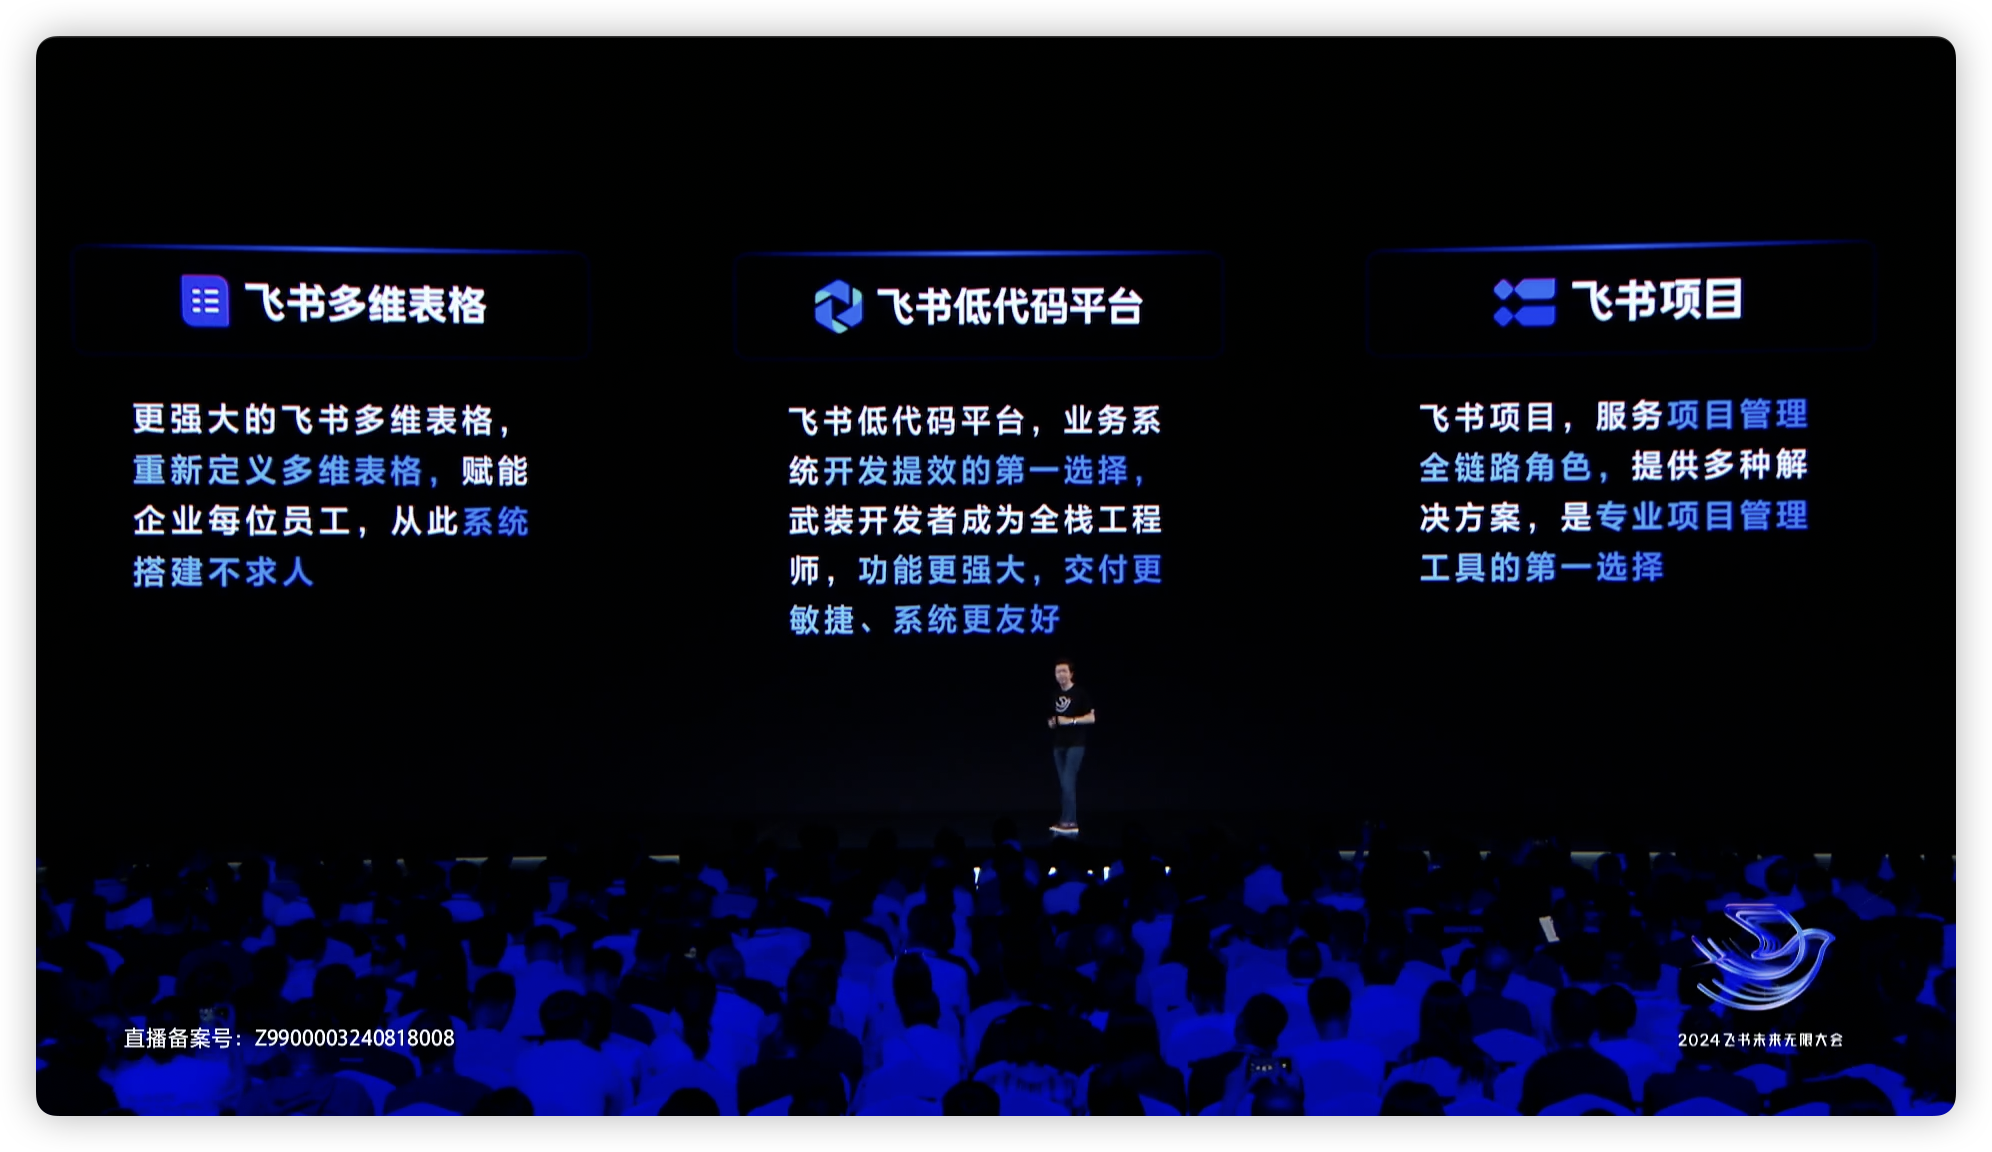 飞书多维表格
更强大的飞书多维表格，
重新定义多维表格，赋能
企业每位员工，从此系统
搭建不求人
飞书低代码平台
飞书低代码平台，业务系
统开发提效的第一选择，
武装开发者成为全栈工程
师，功能更强大，交付更
敏捷、系统更友好
飞书项目
飞书项目，服务项目管理
全链路角色，提供多种解
决方案，是专业项目管理
工具的第一选择
直播备案号：Z9900003240818008
2024飞书未来无限大会